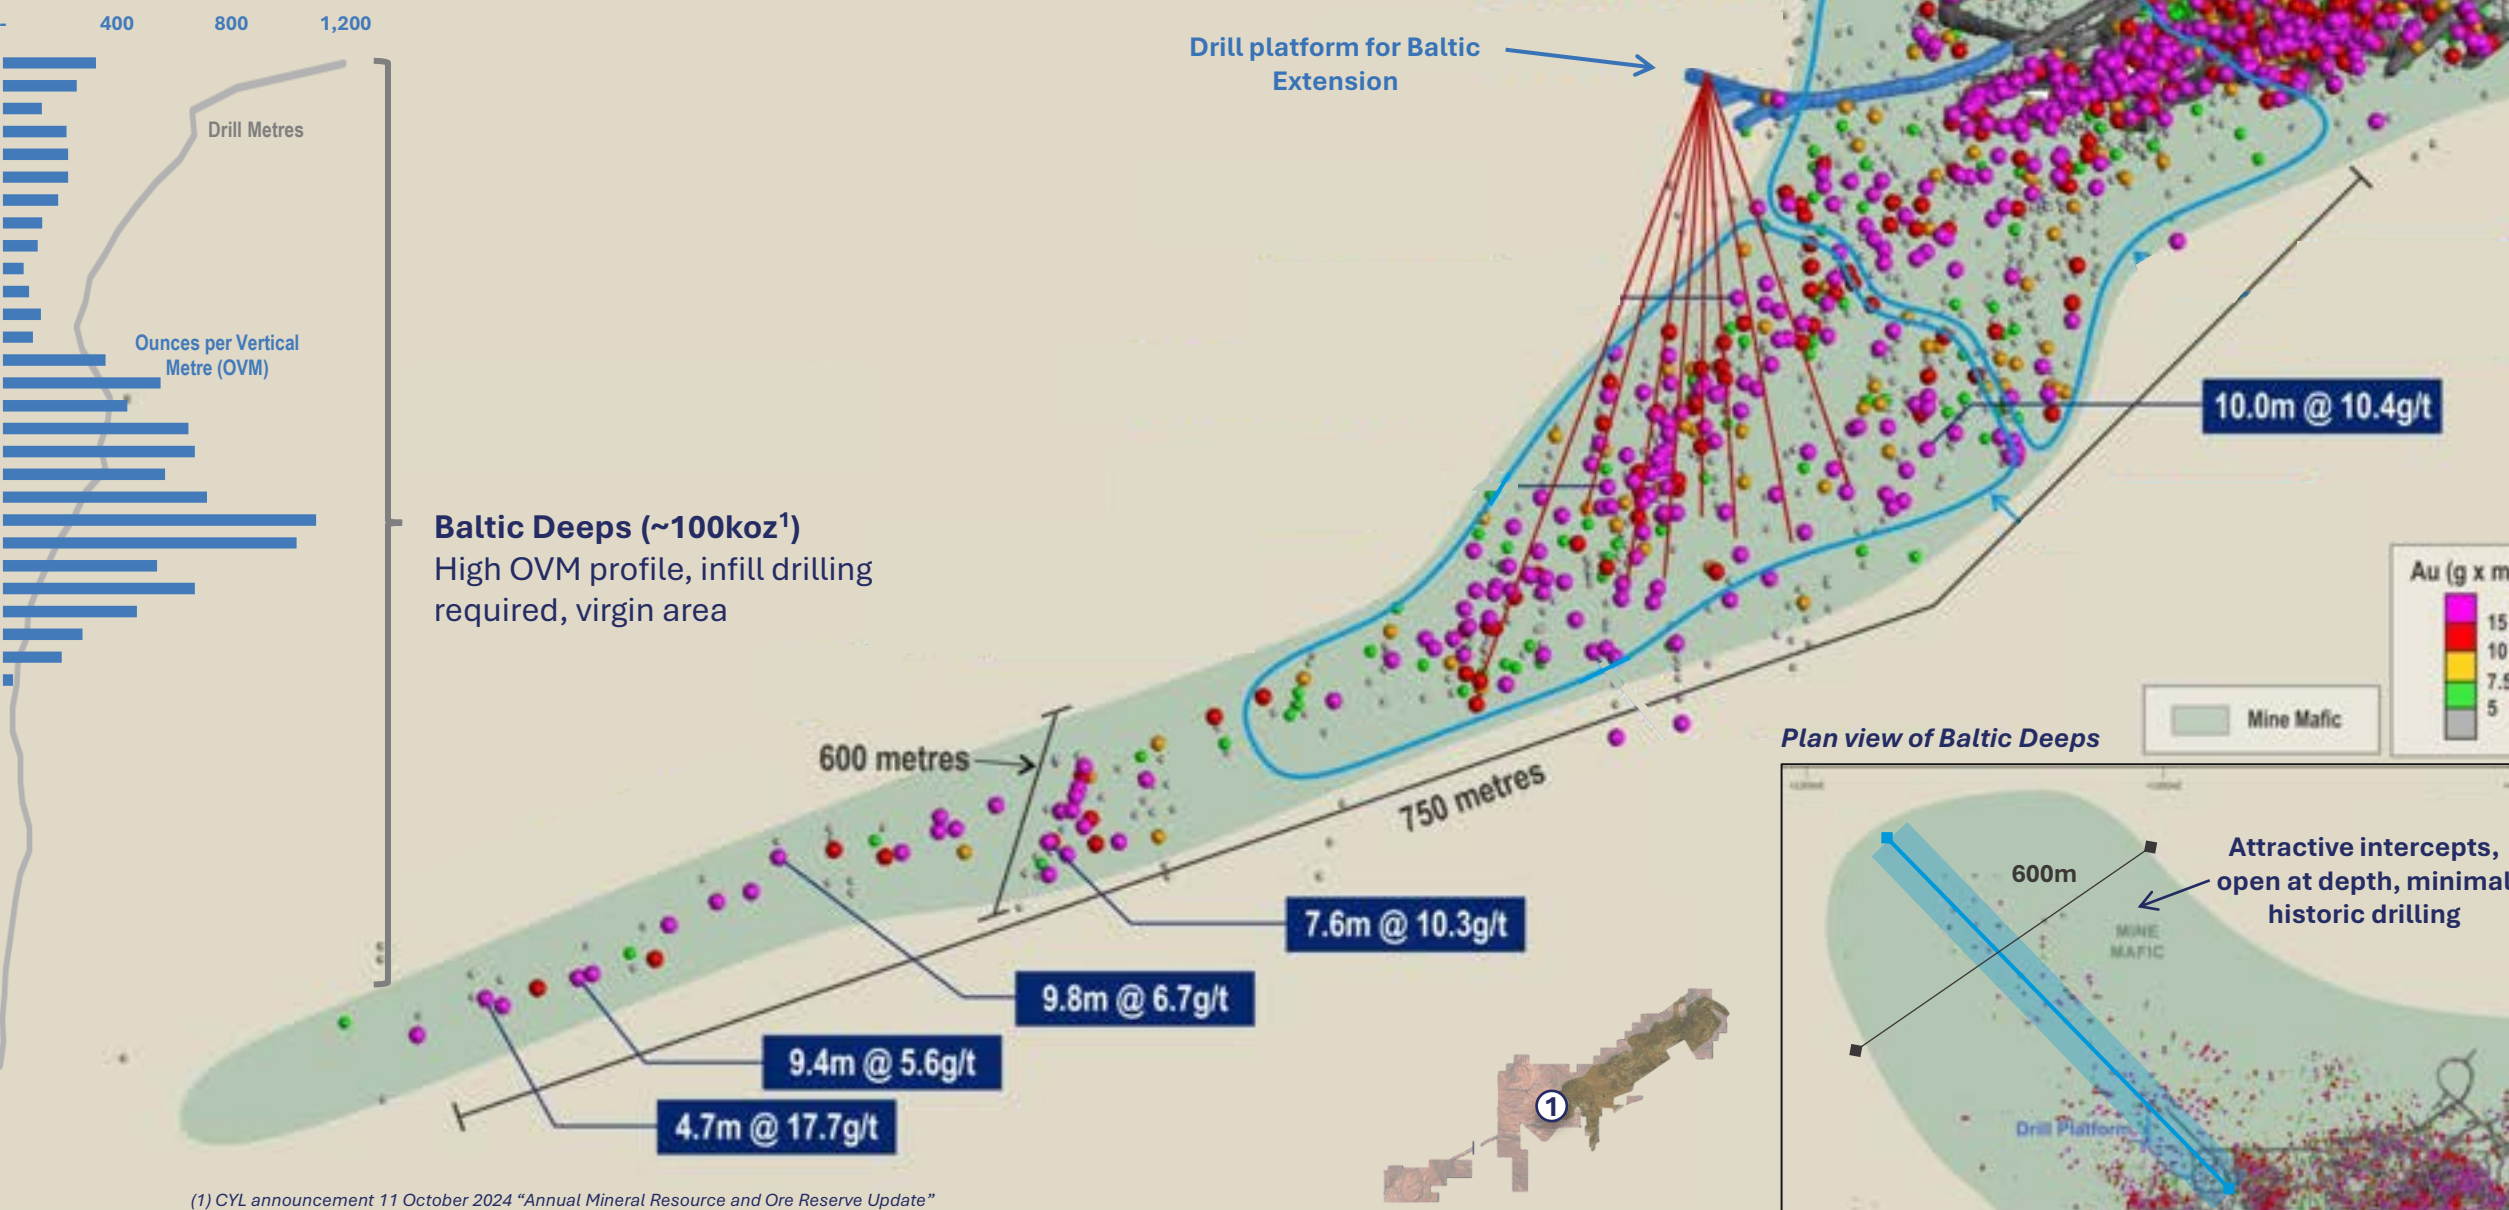 - 400 800 1,200
Drill Metres
Ounces per Vertical
Metre (OVM)
Baltic Deeps (~100koz¹)
High OVM profile, infill drilling
required, virgin area
Drill platform for Baltic
Extension
10.0m @ 10.4g/t
Au (g x m
15
10
7.5
5
Mine Mafic
600 metres
750 metres
7.6m @ 10.3g/t
9.8m @ 6.7g/t
9.4m @ 5.6g/t
4.7m @ 17.7g/t
1
Plan view of Baltic Deeps
600m
Attractive intercepts,
open at depth, minimal
historic drilling
MINE
MAFIC
Drill Platform
(1) CYL announcement 11 October 2024 “Annual Mineral Resource and Ore Reserve Update”